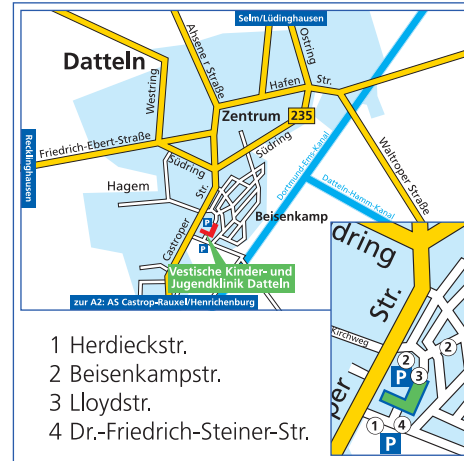 Selm/Lüdinghausen
Datteln
Ahsener Straße
Ostring
Westring
Hafen Str.
Zentrum
235
Friedrich-Ebert-Straße
Recklinghausen
Südring
Südring
Dortmund-Ems-Kanal
Waltroper Straße
Hagem
Castroper Str.
Datteln-Hamm-Kanal
Beisenkamp
P
P
Vestische Kinder- und
Jugendklinik Datteln
zur A2: AS Castrop-Rauxel/Henrichenburg
dring
Str.
Kirchweg
per
2
2
P
3
1
4
P
1 Herdieckstr.
2 Beisenkampstr.
3 Lloydstr.
4 Dr.-Friedrich-Steiner-Str.